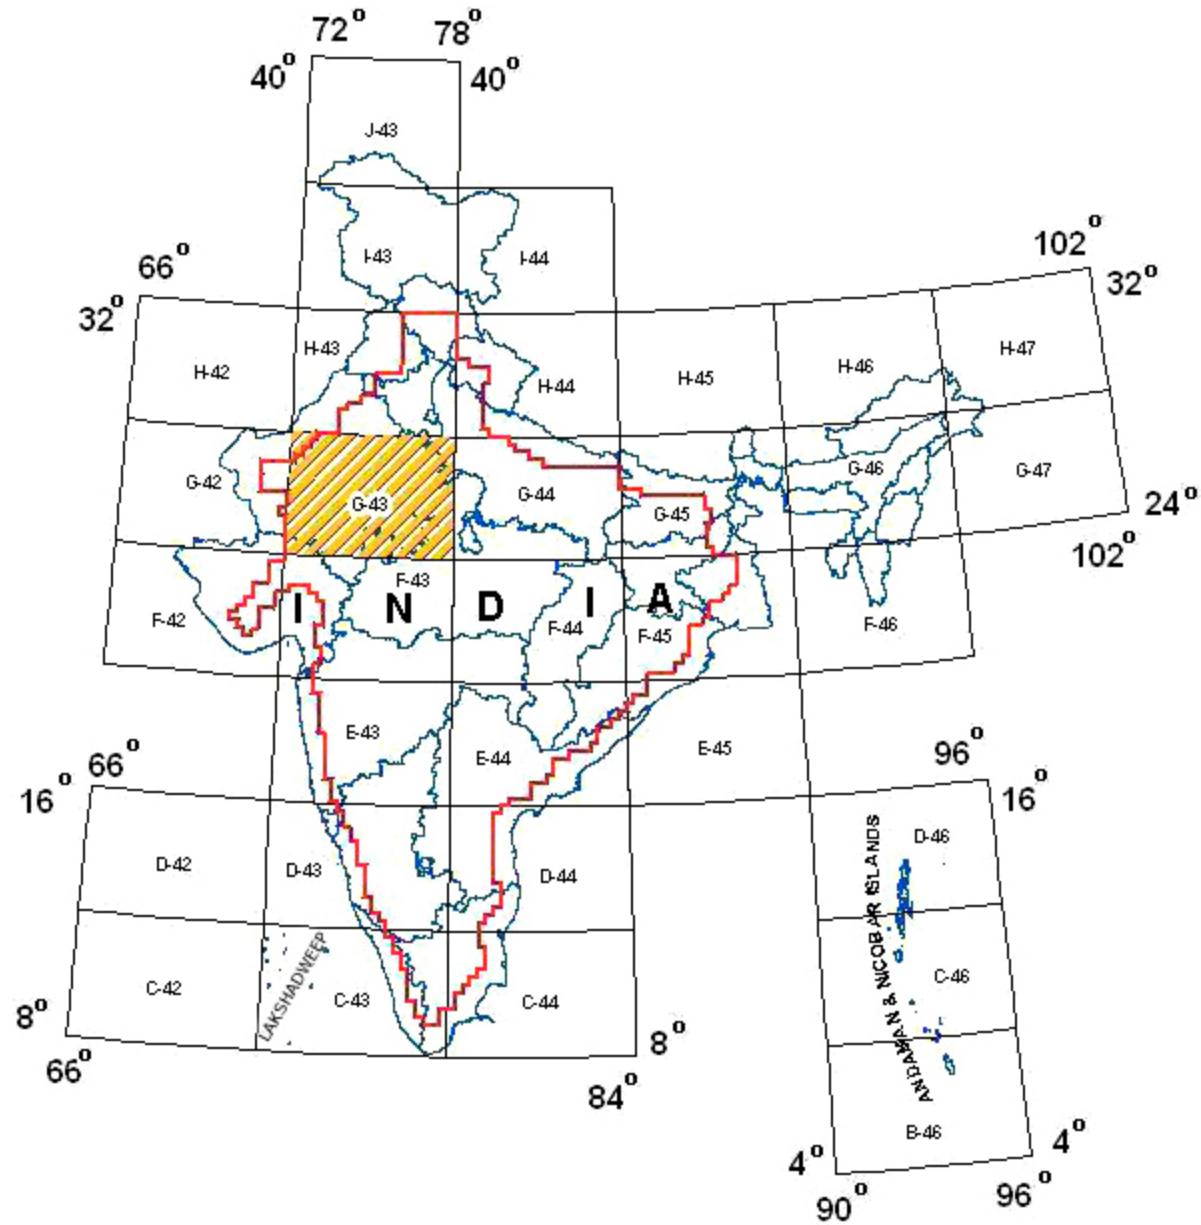 72° 78°
40° 40°
J-43
I-43 I-44
66° 102°
32° 32°
H-42 H-43 H-44 H-45 H-46 H-47
G-42 G-43 G-44 G-45 G-46 G-47
24°
102°
F-42 F-43 F-44 F-45 F-46
I N D I A
E-43 E-44 E-45
66° 96°
16° 16°
D-42 D-43 D-44 D-46
ANDAMAN & NICOBAR ISLANDS
C-42 LAKSHADWEEP C-43 C-44 C-46
8° 8°
66° 84°
B-46
4° 4°
90° 96°